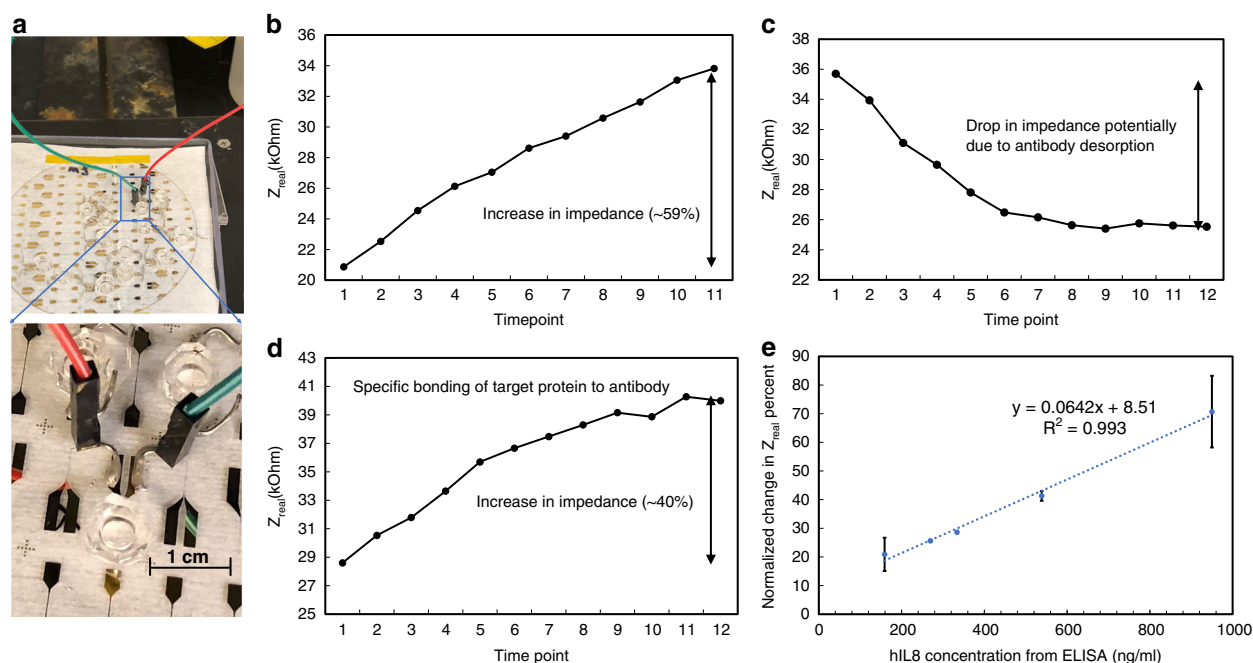 a
1 cm
b
36
34
32
30
28
26
24
22
20
Z_real(kOhm)
Increase in impedance (~59%)
1 2 3 4 5 6 7 8 9 10 11
Timepoint
c
38
36
34
32
30
28
26
24
22
Z_real(kOhm)
Drop in impedance potentially
due to antibody desorption
1 2 3 4 5 6 7 8 9 10 11 12
Time point
d
43
41
39
37
35
33
31
29
27
25
Z_real(kOhm)
Specific bonding of target protein to antibody
Increase in impedance (~40%)
1 2 3 4 5 6 7 8 9 10 11 12
Time point
e
90
80
70
60
50
40
30
20
10
0
Normalized change in Z_real percent
y = 0.0642x + 8.51
R² = 0.993
0 200 400 600 800 1000
hIL8 concentration from ELISA (ng/ml)